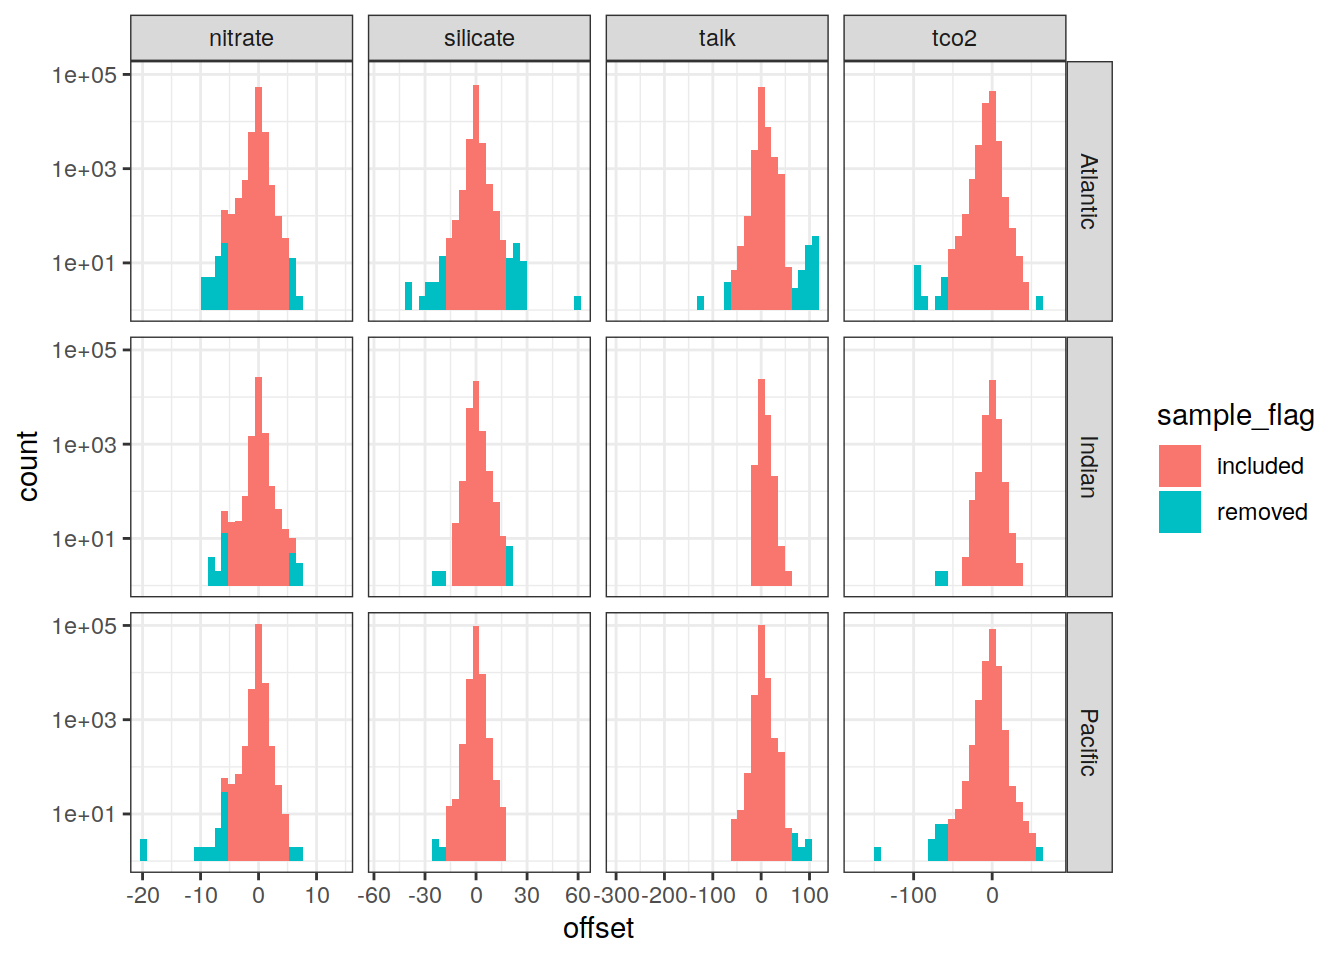 nitrate silicate talk tco2
1e+05
1e+03
1e+01
Atlantic
1e+05
1e+03
1e+01
Indian
1e+05
1e+03
1e+01
Pacific
-20 -10 0 10 -60 -30 0 30 60 -300 -200 -100 0 100 -100 0
offset
count
sample_flag
included
removed